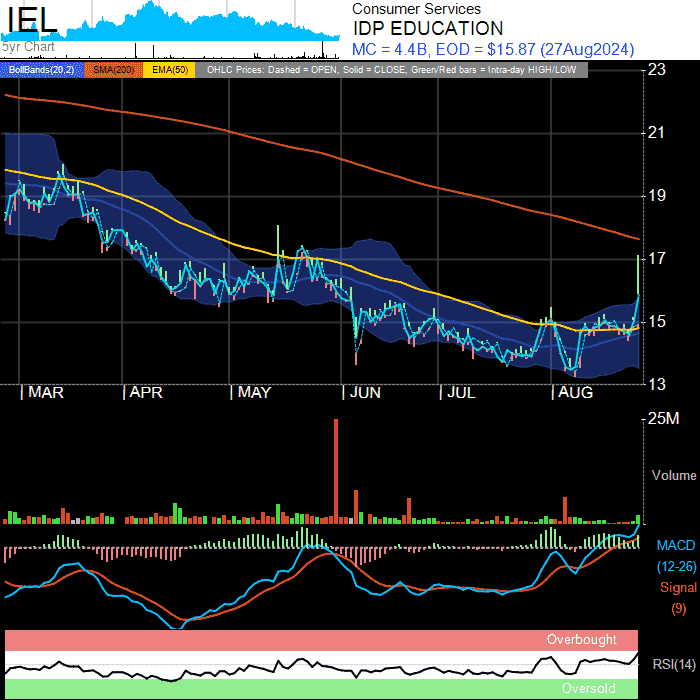 IEL
5yr Chart
Consumer Services
IDP EDUCATION
MC = 4.4B, EOD = $15.87 (27Aug2024)
BollBands(20,2) SMA(200) EMA(50) OHLC Prices: Dashed = OPEN, Solid = CLOSE, Green/Red bars = Intra-day HIGH/LOW
23
21
19
17
15
13
| MAR | APR | MAY | JUN | JUL | AUG
25M
Volume
MACD
(12-26)
Signal
(9)
Overbought
RSI(14)
Oversold